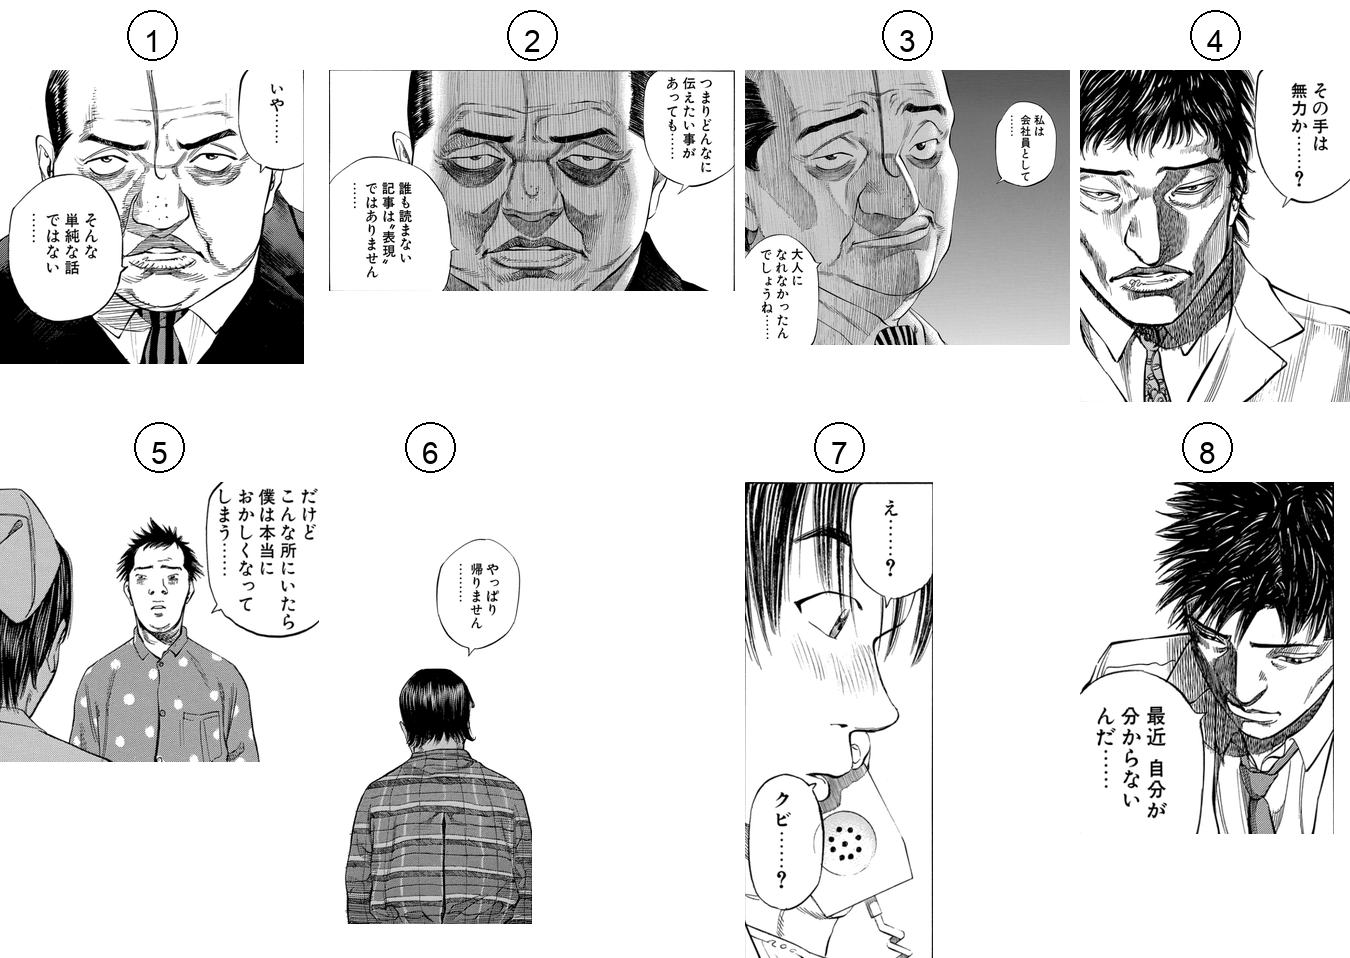 1
いや……
そんな
単純な話
ではない
……
2
つまりどんなに
伝えたい事が
あっても……
誰も読まない
記事は〝表現〟
ではありません
3
私は
会社員として
……
大人に
なれなかったん
でしょうね……
4
その手は
無力か……?
5
だけど
こんな所にいたら
僕は本当に
おかしくなって
しまう……
6
やっぱり
帰りません
………
7
え……?
クビ……?
8
最近 自分が
分からない
んだ……